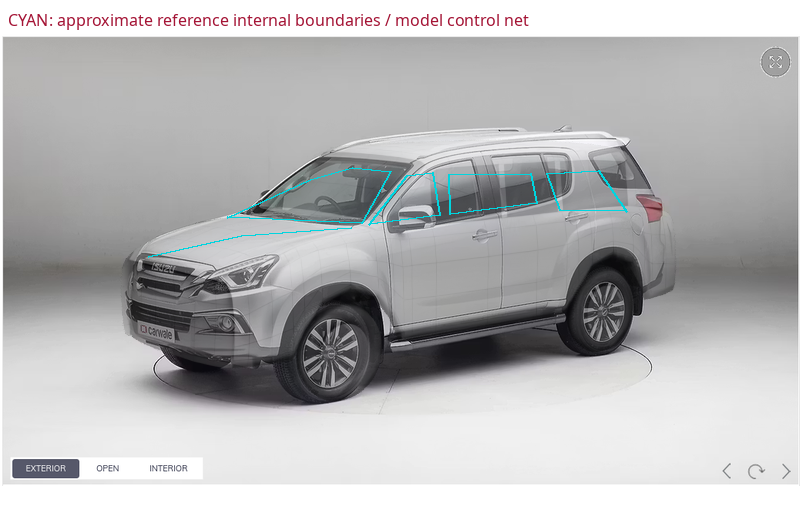 CYAN: approximate reference internal boundaries / model control net
ISUZU
carwale
EXTERIOR
OPEN
INTERIOR